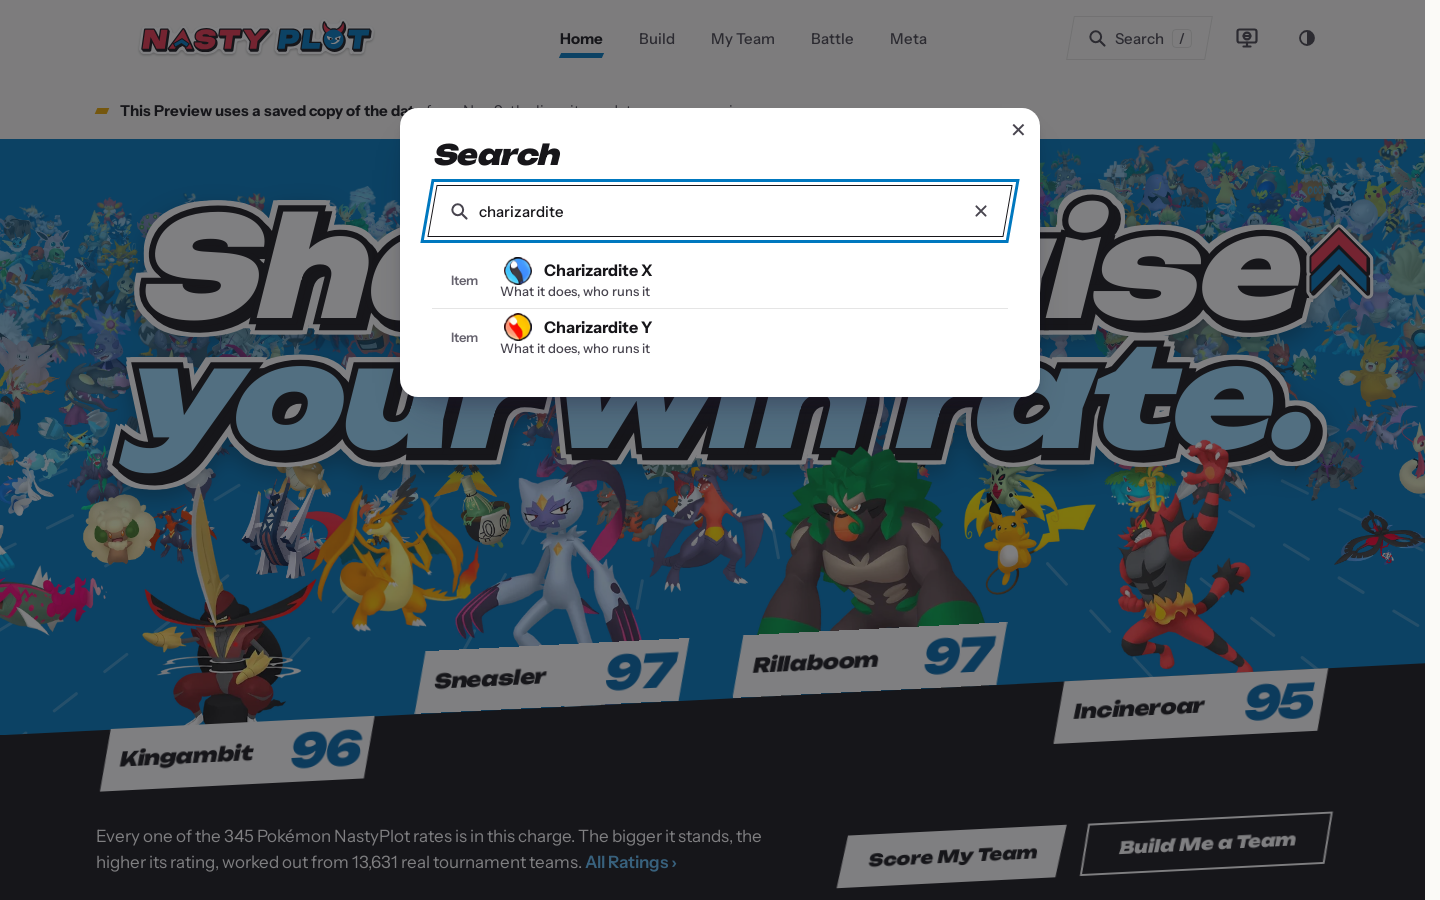 NASTY PLOT
Home
Build
My Team
Battle
Meta
Search /
This Preview uses a saved copy of the data
Search
charizardite
Item
Charizardite X
What it does, who runs it
Item
Charizardite Y
What it does, who runs it
your win rate.
Sneasler 97
Rillaboom 97
Incineroar 95
Kingambit 96
Every one of the 345 Pokémon NastyPlot rates is in this charge. The bigger it stands, the
higher its rating, worked out from 13,631 real tournament teams. All Ratings ›
Score My Team
Build Me a Team